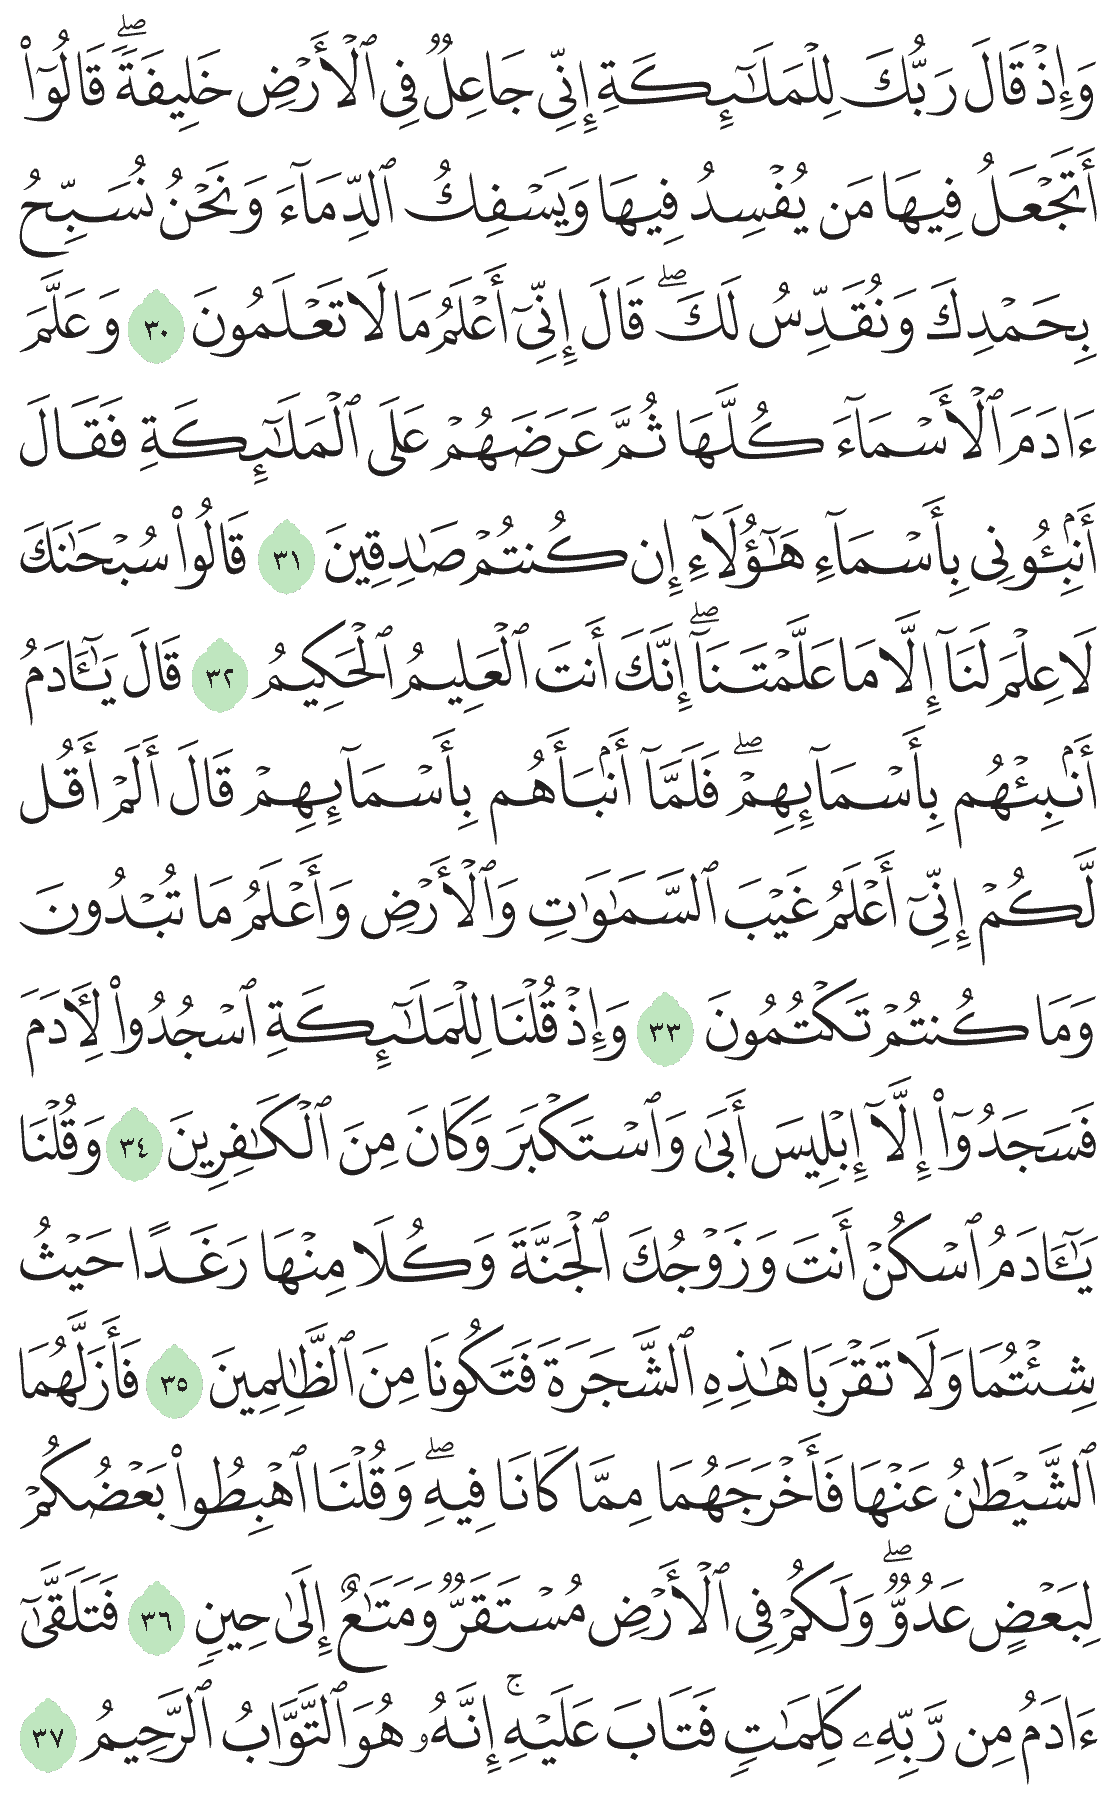 وَإِذۡ قَالَ رَبُّكَ لِلۡمَلَـٰٓئِكَةِ إِنِّي جَاعِلࣱ فِي ٱلۡأَرۡضِ خَلِيفَةࣰۖ قَالُوٓا۟
أَتَجۡعَلُ فِيهَا مَن يُفۡسِدُ فِيهَا وَيَسۡفِكُ ٱلدِّمَآءَ وَنَحۡنُ نُسَبِّحُ
بِحَمۡدِكَ وَنُقَدِّسُ لَكَۖ قَالَ إِنِّيٓ أَعۡلَمُ مَا لَا تَعۡلَمُونَ ٣٠ وَعَلَّمَ
ءَادَمَ ٱلۡأَسۡمَآءَ كُلَّهَا ثُمَّ عَرَضَهُمۡ عَلَى ٱلۡمَلَـٰٓئِكَةِ فَقَالَ
أَنۢبِـُٔونِي بِأَسۡمَآءِ هَـٰٓؤُلَآءِ إِن كُنتُمۡ صَـٰدِقِينَ ٣١ قَالُوا۟ سُبۡحَـٰنَكَ
لَا عِلۡمَ لَنَآ إِلَّا مَا عَلَّمۡتَنَآۖ إِنَّكَ أَنتَ ٱلۡعَلِيمُ ٱلۡحَكِيمُ ٣٢ قَالَ يَـٰٓـَٔادَمُ
أَنۢبِئۡهُم بِأَسۡمَآئِهِمۡۖ فَلَمَّآ أَنۢبَأَهُم بِأَسۡمَآئِهِمۡ قَالَ أَلَمۡ أَقُل
لَّكُمۡ إِنِّيٓ أَعۡلَمُ غَيۡبَ ٱلسَّمَـٰوَٰتِ وَٱلۡأَرۡضِ وَأَعۡلَمُ مَا تُبۡدُونَ
وَمَا كُنتُمۡ تَكۡتُمُونَ ٣٣ وَإِذۡ قُلۡنَا لِلۡمَلَـٰٓئِكَةِ ٱسۡجُدُوا۟ لِـَٔادَمَ
فَسَجَدُوٓا۟ إِلَّآ إِبۡلِيسَ أَبَىٰ وَٱسۡتَكۡبَرَ وَكَانَ مِنَ ٱلۡكَـٰفِرِينَ ٣٤ وَقُلۡنَا
يَـٰٓـَٔادَمُ ٱسۡكُنۡ أَنتَ وَزَوۡجُكَ ٱلۡجَنَّةَ وَكُلَا مِنۡهَا رَغَدًا حَيۡثُ
شِئۡتُمَا وَلَا تَقۡرَبَا هَـٰذِهِ ٱلشَّجَرَةَ فَتَكُونَا مِنَ ٱلظَّـٰلِمِينَ ٣٥ فَأَزَلَّهُمَا
ٱلشَّيۡطَـٰنُ عَنۡهَا فَأَخۡرَجَهُمَا مِمَّا كَانَا فِيهِۖ وَقُلۡنَا ٱهۡبِطُوا۟ بَعۡضُكُمۡ
لِبَعۡضٍ عَدُوࣱّۖ وَلَكُمۡ فِي ٱلۡأَرۡضِ مُسۡتَقَرࣱّ وَمَتَـٰعٌ إِلَىٰ حِينࣲ ٣٦ فَتَلَقَّىٰٓ
ءَادَمُ مِن رَّبِّهِۦ كَلِمَـٰتࣲ فَتَابَ عَلَيۡهِۚ إِنَّهُۥ هُوَ ٱلتَّوَّابُ ٱلرَّحِيمُ ٣٧